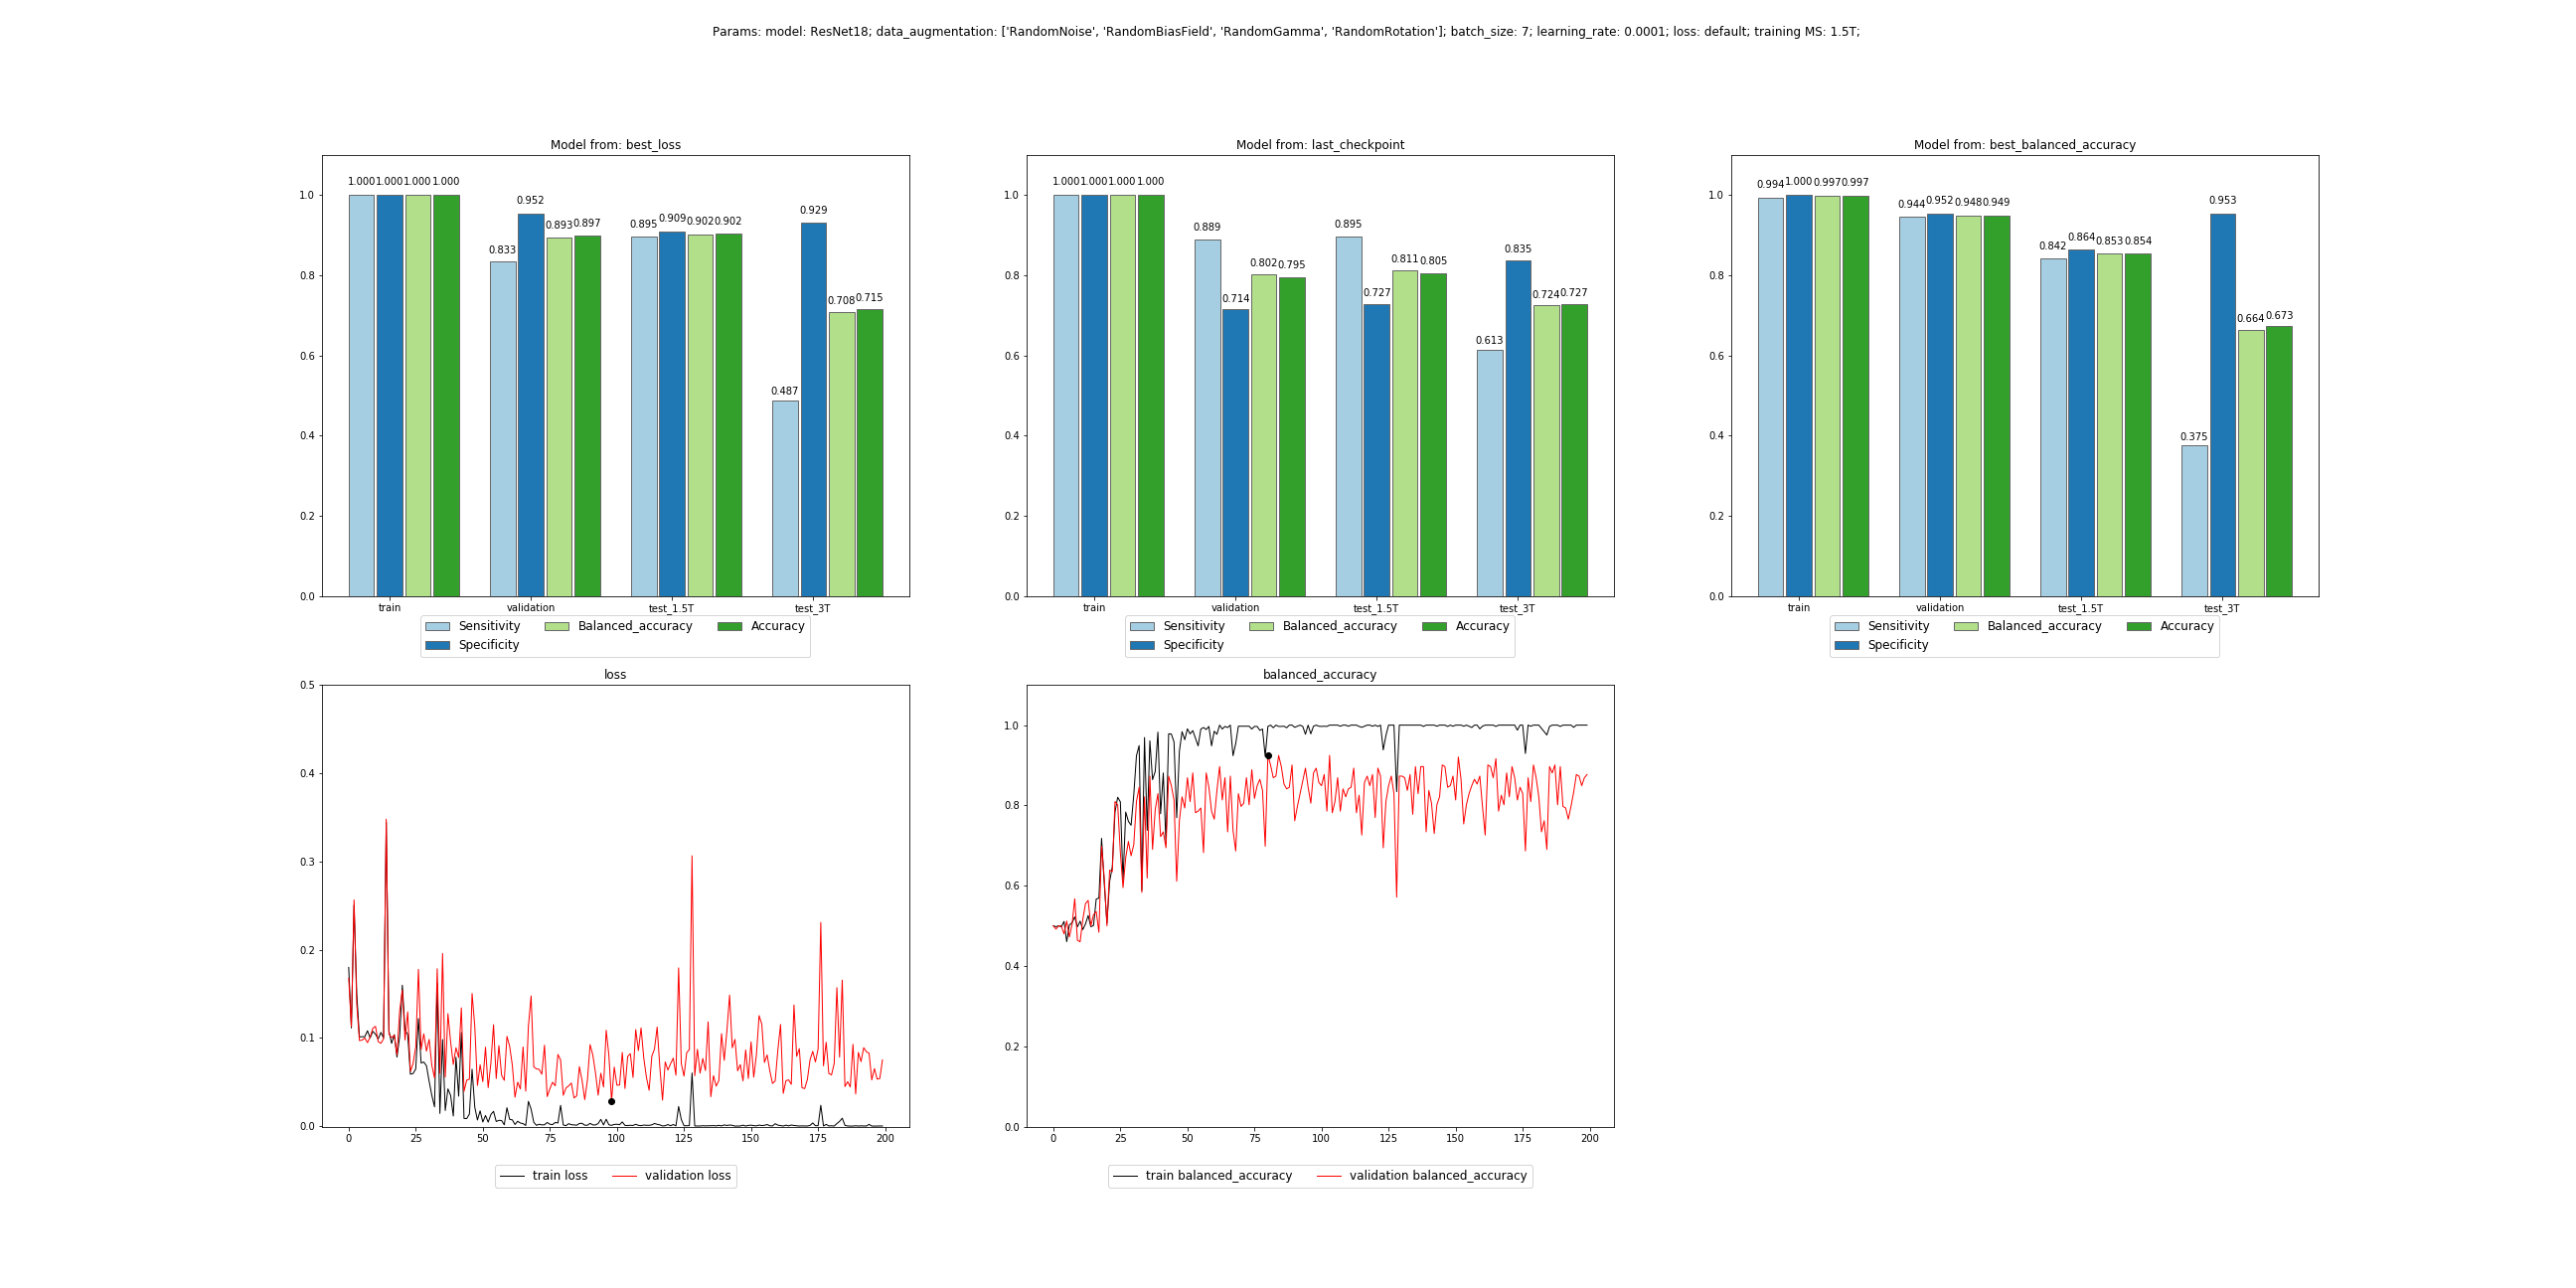 Params: model: ResNet18; data_augmentation: ['RandomNoise', 'RandomBiasField', 'RandomGamma', 'RandomRotation']; batch_size: 7; learning_rate: 0.0001; loss: default; training MS: 1.5T;
Model from: best_loss
1.000 1.000 1.000 1.000
0.833 0.952 0.893 0.897
0.895 0.909 0.902 0.902
0.487 0.929 0.708 0.715
1.0
0.8
0.6
0.4
0.2
0.0
train validation test_1.5T test_3T
Sensitivity Balanced_accuracy Accuracy
Specificity
Model from: last_checkpoint
1.000 1.000 1.000 1.000
0.889 0.714 0.802 0.795
0.895 0.727 0.811 0.805
0.613 0.835 0.724 0.727
1.0
0.8
0.6
0.4
0.2
0.0
train validation test_1.5T test_3T
Sensitivity Balanced_accuracy Accuracy
Specificity
Model from: best_balanced_accuracy
0.994 1.000 0.997 0.997
0.944 0.952 0.948 0.949
0.842 0.864 0.853 0.854
0.375 0.953 0.664 0.673
1.0
0.8
0.6
0.4
0.2
0.0
train validation test_1.5T test_3T
Sensitivity Balanced_accuracy Accuracy
Specificity
loss
0.5
0.4
0.3
0.2
0.1
0.0
0 25 50 75 100 125 150 175 200
train loss validation loss
balanced_accuracy
1.0
0.8
0.6
0.4
0.2
0.0
0 25 50 75 100 125 150 175 200
train balanced_accuracy validation balanced_accuracy